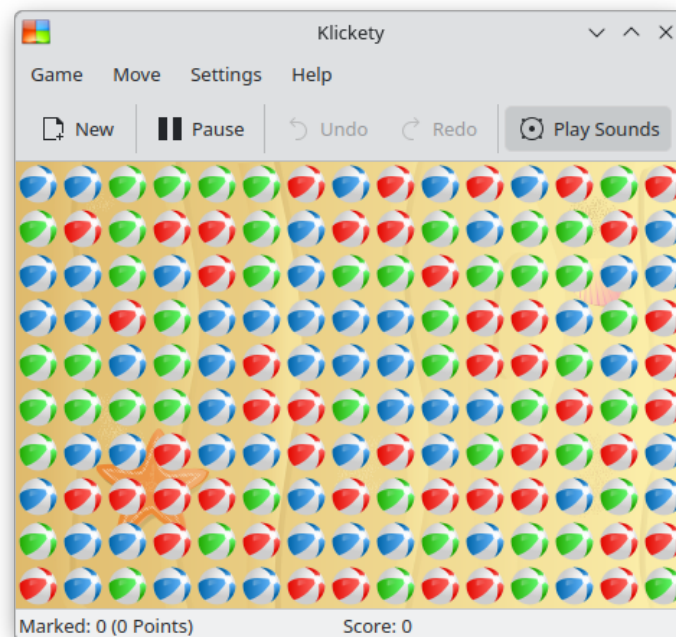 Klickety
Game Move Settings Help
New Pause Undo Redo Play Sounds
Marked: 0 (0 Points) Score: 0